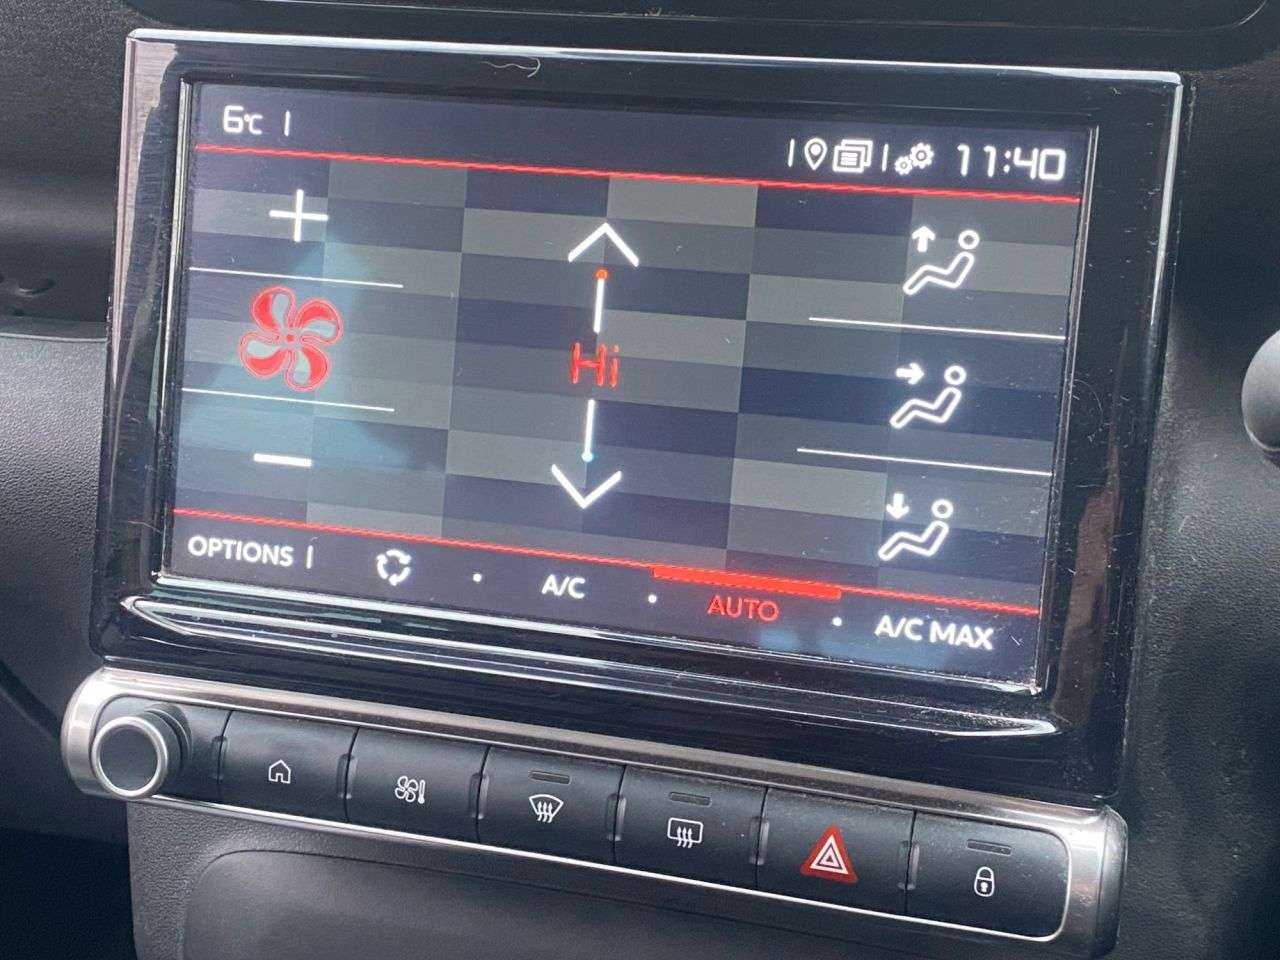 6°C
11:40
Hi
OPTIONS
A/C
AUTO
A/C MAX